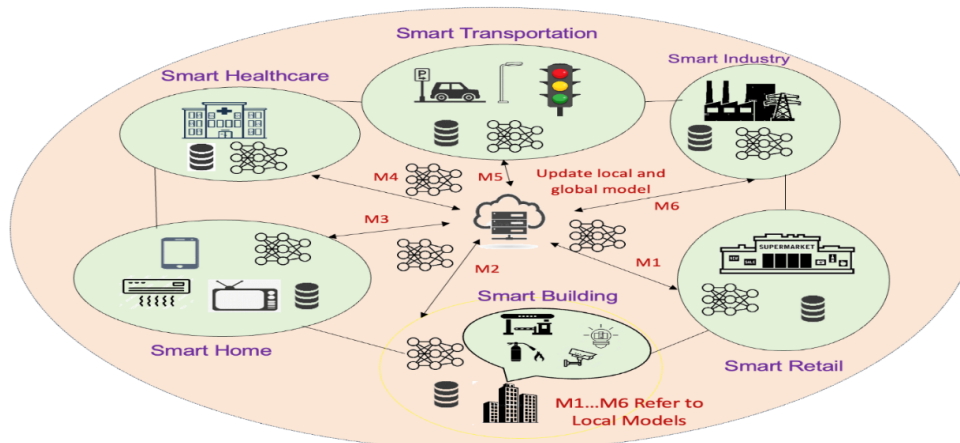 Smart Transportation
Smart Healthcare
Smart Industry
P
M4
M5
Update local and
global model
M6
M3
M1
SUPERMARKET
M2
Smart Building
Smart Home
Smart Retail
M1...M6 Refer to
Local Models